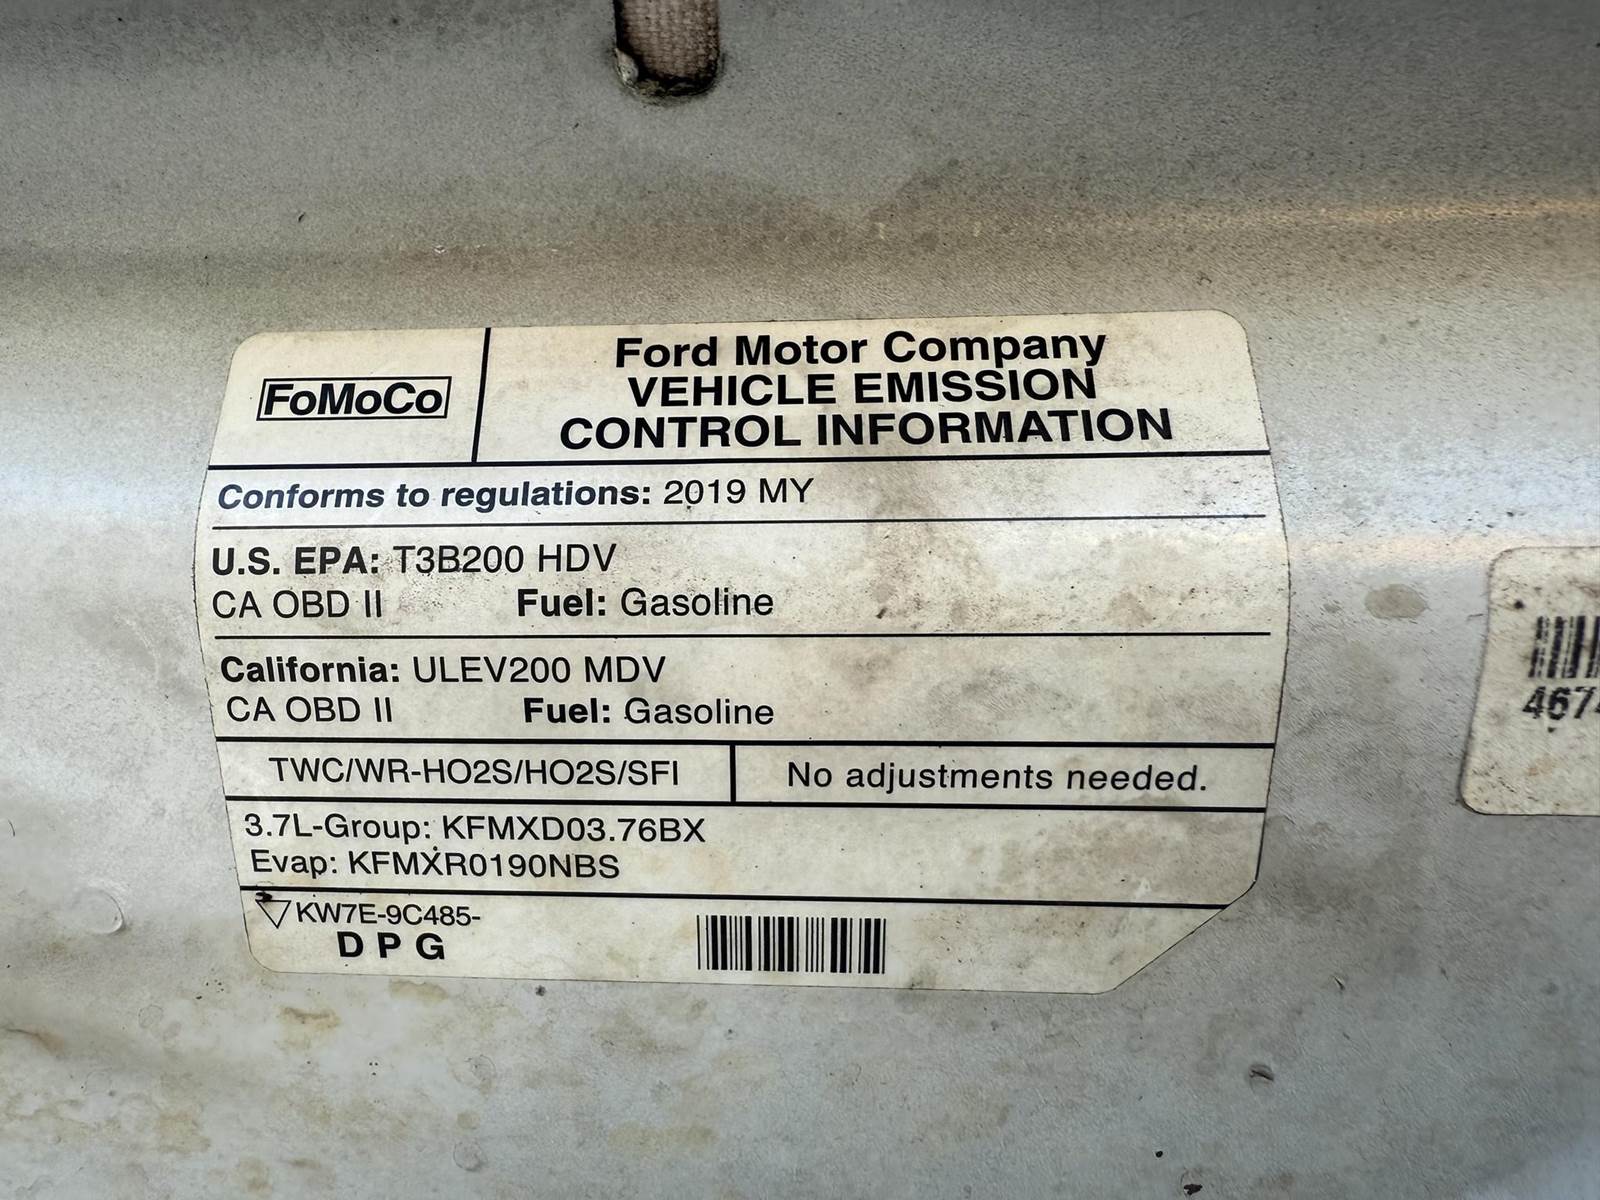 FoMoCo
Ford Motor Company
VEHICLE EMISSION
CONTROL INFORMATION
Conforms to regulations: 2019 MY
U.S. EPA: T3B200 HDV
CA OBD II Fuel: Gasoline
California: ULEV200 MDV
CA OBD II Fuel: Gasoline
TWC/WR-HO2S/HO2S/SFI
No adjustments needed.
3.7L-Group: KFMXD03.76BX
Evap: KFMXR0190NBS
KW7E-9C485-
D P G